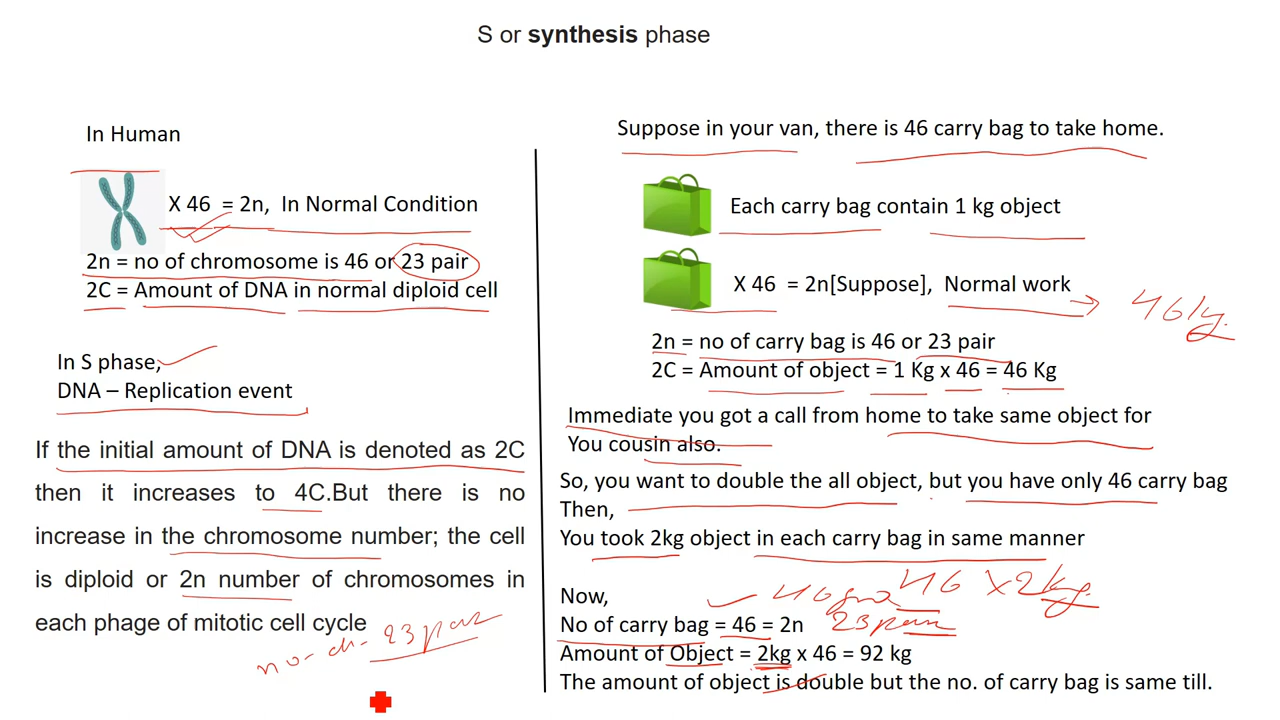 S or synthesis phase
In Human
X 46 = 2n, In Normal Condition
2n = no of chromosome is 46 or 23 pair
2C = Amount of DNA in normal diploid cell
In S phase,
DNA – Replication event
If the initial amount of DNA is denoted as 2C
then it increases to 4C.But there is no
increase in the chromosome number; the cell
is diploid or 2n number of chromosomes in
each phage of mitotic cell cycle
no- ch- 23 pair
Suppose in your van, there is 46 carry bag to take home.
Each carry bag contain 1 kg object
X 46 = 2n[Suppose], Normal work
46 kg.
2n = no of carry bag is 46 or 23 pair
2C = Amount of object = 1 Kg x 46 = 46 Kg
Immediate you got a call from home to take same object for
You cousin also.
So, you want to double the all object, but you have only 46 carry bag
Then,
You took 2kg object in each carry bag in same manner
46 X 2 kg.
Now, 46
No of carry bag = 46 = 2n 23 pair
Amount of Object = 2kg x 46 = 92 kg
The amount of object is double but the no. of carry bag is same till.